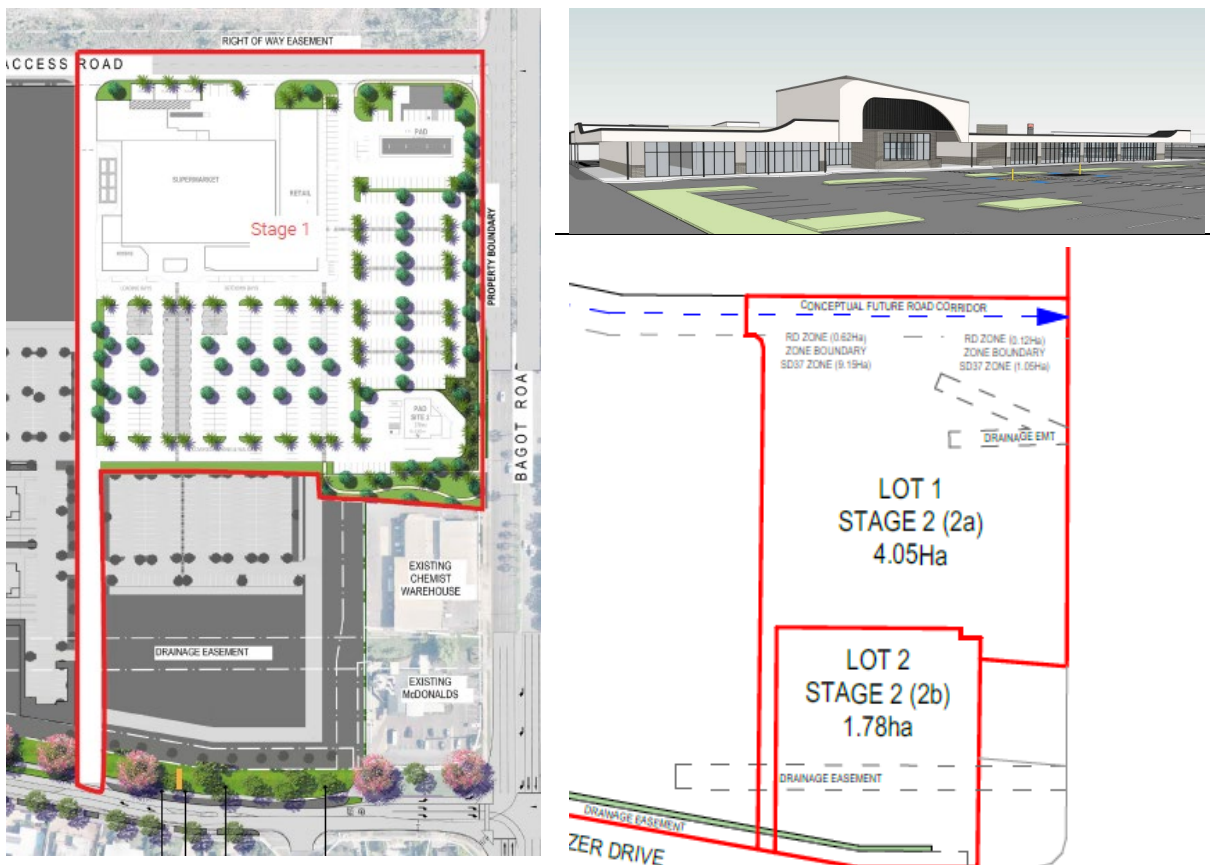 RIGHT OF WAY EASEMENT
ACCESS ROAD
PAD
SUPERMARKET
RETAIL
Stage 1
PROPERTY BOUNDARY
PAD
SITE 2
BAGOT ROA
EXISTING
CHEMIST
WAREHOUSE
DRAINAGE EASEMENT
EXISTING
McDONALDS
CONCEPTUAL FUTURE ROAD CORRIDOR
RD ZONE (0.62Ha)
ZONE BOUNDARY
SD37 ZONE (9.15Ha)
RD ZONE (0.12Ha)
ZONE BOUNDARY
SD37 ZONE (1.05Ha)
DRAINAGE EMT
LOT 1
STAGE 2 (2a)
4.05Ha
LOT 2
STAGE 2 (2b)
1.78ha
DRAINAGE EASEMENT
DRAINAGE EASEMENT
ZER DRIVE